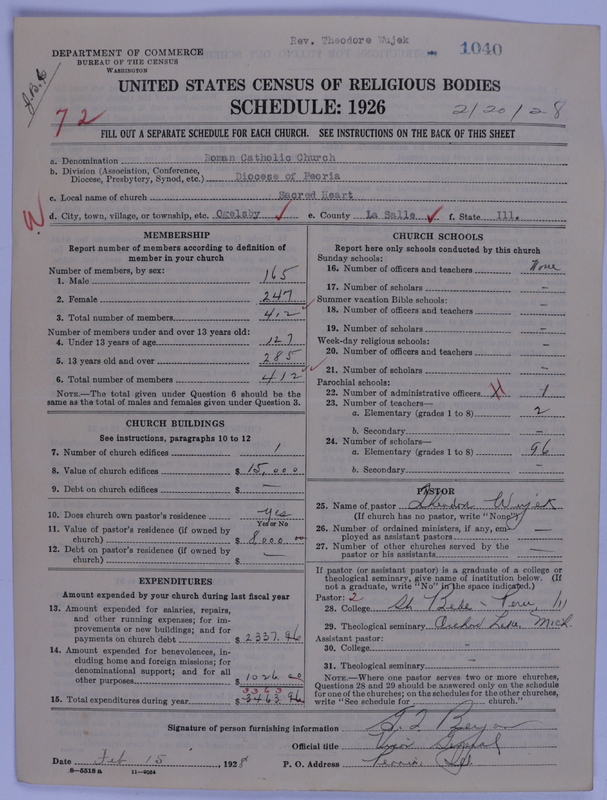 Rev. Theodore Wujek
1040
DEPARTMENT OF COMMERCE
BUREAU OF THE CENSUS
WASHINGTON
J.B.C
UNITED STATES CENSUS OF RELIGIOUS BODIES
SCHEDULE: 1926
72
2/20/28
FILL OUT A SEPARATE SCHEDULE FOR EACH CHURCH. SEE INSTRUCTIONS ON THE BACK OF THIS SHEET
a. Denomination Roman Catholic Church
b. Division (Association, Conference, Diocese, Presbytery, Synod, etc.) Diocese of Peoria
c. Local name of church Sacred Heart
W
d. City, town, village, or township, etc. Ogelsby ✓ e. County La Salle ✓ f. State Ill.
MEMBERSHIP
Report number of members according to definition of
member in your church
Number of members, by sex:
1. Male 165
2. Female 247
3. Total number of members 412
Number of members under and over 13 years old:
4. Under 13 years of age 127
5. 13 years old and over 285
6. Total number of members 412
NOTE.—The total given under Question 6 should be the
same as the total of males and females given under Question 3.
CHURCH BUILDINGS
See instructions, paragraphs 10 to 12
7. Number of church edifices 1
8. Value of church edifices $ 15,000
9. Debt on church edifices $ —
10. Does church own pastor's residence yes
Yes or No
11. Value of pastor's residence (if owned by
church) $ 8,000.00
12. Debt on pastor's residence (if owned by
church) $ —
EXPENDITURES
Amount expended by your church during last fiscal year
13. Amount expended for salaries, repairs,
and other running expenses; for im-
provements or new buildings; and for
payments on church debt $ 2337.96
14. Amount expended for benevolences, in-
cluding home and foreign missions; for
denominational support; and for all
other purposes $ 1026.00
3363
15. Total expenditures during year $ 3463.96
CHURCH SCHOOLS
Report here only schools conducted by this church
Sunday schools:
16. Number of officers and teachers None
17. Number of scholars —
Summer vacation Bible schools:
18. Number of officers and teachers —
19. Number of scholars —
Week-day religious schools:
20. Number of officers and teachers —
21. Number of scholars —
Parochial schools:
22. Number of administrative officers 1
23. Number of teachers—
a. Elementary (grades 1 to 8) 2
b. Secondary —
24. Number of scholars—
a. Elementary (grades 1 to 8) 96
b. Secondary —
PASTOR
25. Name of pastor Wujek
(If church has no pastor, write "None")
26. Number of ordained ministers, if any, em-
ployed as assistant pastors —
27. Number of other churches served by the
pastor or his assistants —
If pastor (or assistant pastor) is a graduate of a college or
theological seminary, give name of institution below. (If
not a graduate, write "No" in the space indicated.)
Pastor: 2
28. College St. Bede - Peru, Ill
29. Theological seminary Orchard Lake, Mich.
Assistant pastor:
30. College —
31. Theological seminary —
NOTE.—Where one pastor serves two or more churches,
Questions 28 and 29 should be answered only on the schedule
for one of the churches; on the schedules for the other churches,
write "See schedule for church."
Signature of person furnishing information
Official title Vicar General
Date Feb 15, 1928 P. O. Address
8—5318 a 11—9064